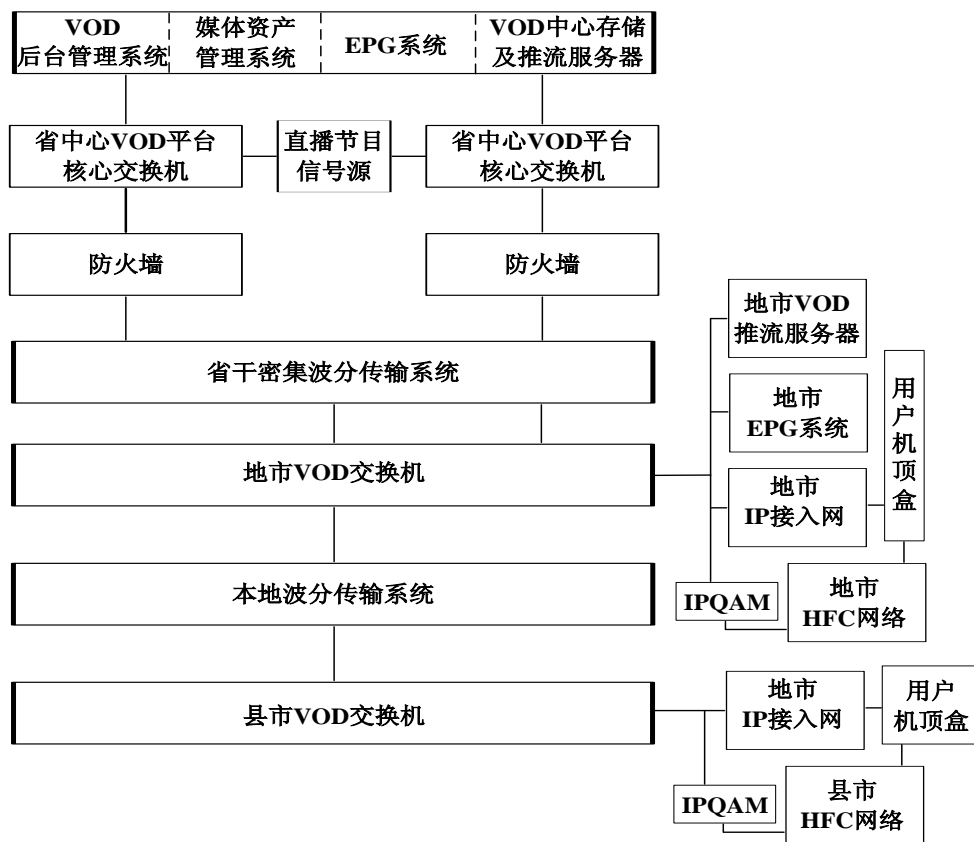 VOD
后台管理系统
媒体资产
管理系统
EPG系统
VOD中心存储
及推流服务器
省中心VOD平台
核心交换机
直播节目
信号源
省中心VOD平台
核心交换机
防火墙
防火墙
地市VOD
推流服务器
省干密集波分传输系统
地市
EPG系统
用户机顶盒
地市VOD交换机
地市
IP接入网
本地波分传输系统
IPQAM
地市
HFC网络
县市VOD交换机
地市
IP接入网
用户
机顶盒
IPQAM
县市
HFC网络